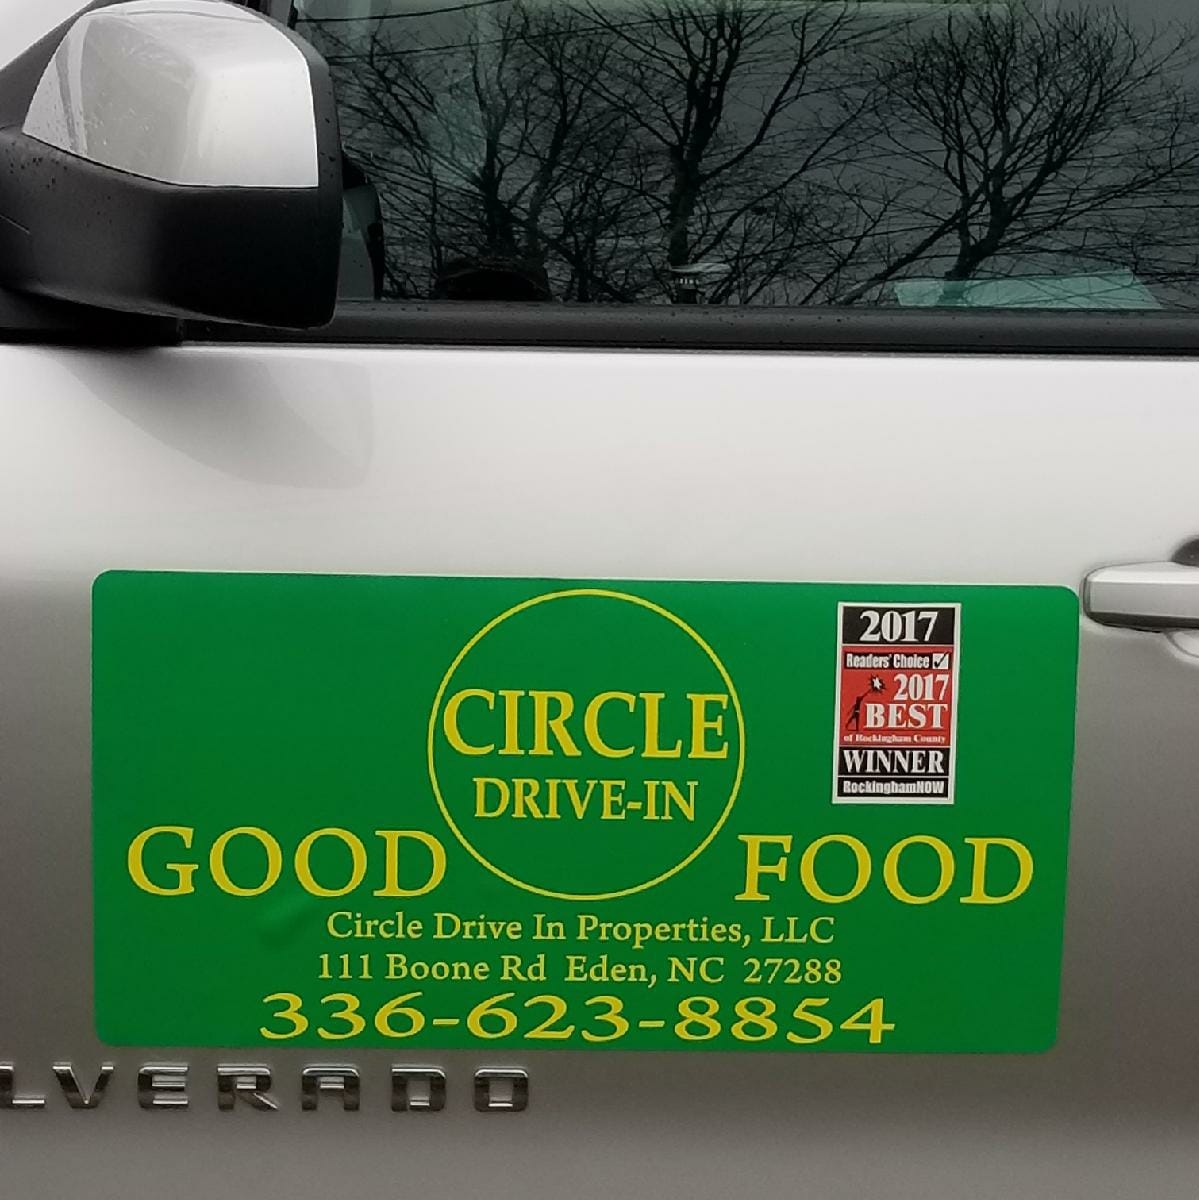 CIRCLE
DRIVE-IN
GOOD FOOD
Circle Drive In Properties, LLC
111 Boone Rd Eden, NC 27288
336-623-8854
2017
Readers' Choice
2017
BEST
of Rockingham County
WINNER
RockinghamNOW
LVERADO